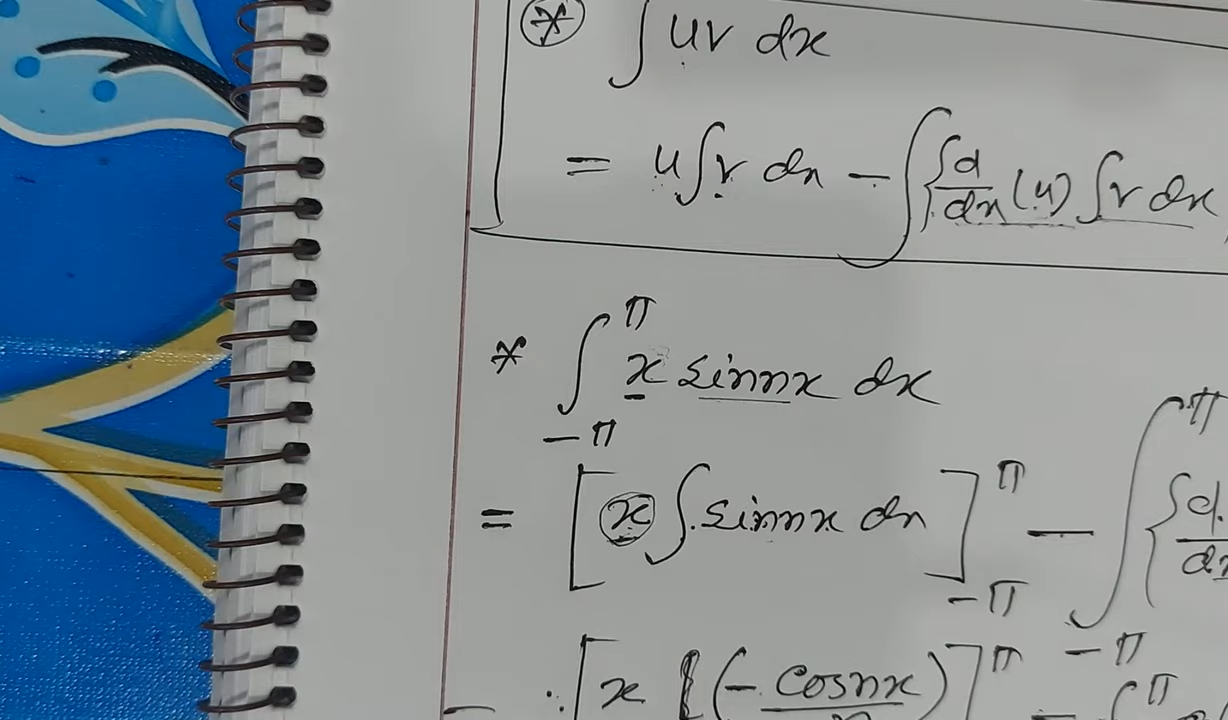 * ∫ uv dx
= u∫v dx − ∫{d/dx (u) ∫v dx
* ∫_{-π}^{π} x sinnx dx
= [x ∫ sinnx dx]_{-π}^{π} − ∫_{-π}^{π} {d/dx
= [x (− cosnx/n)]^{π} − ∫^{π}